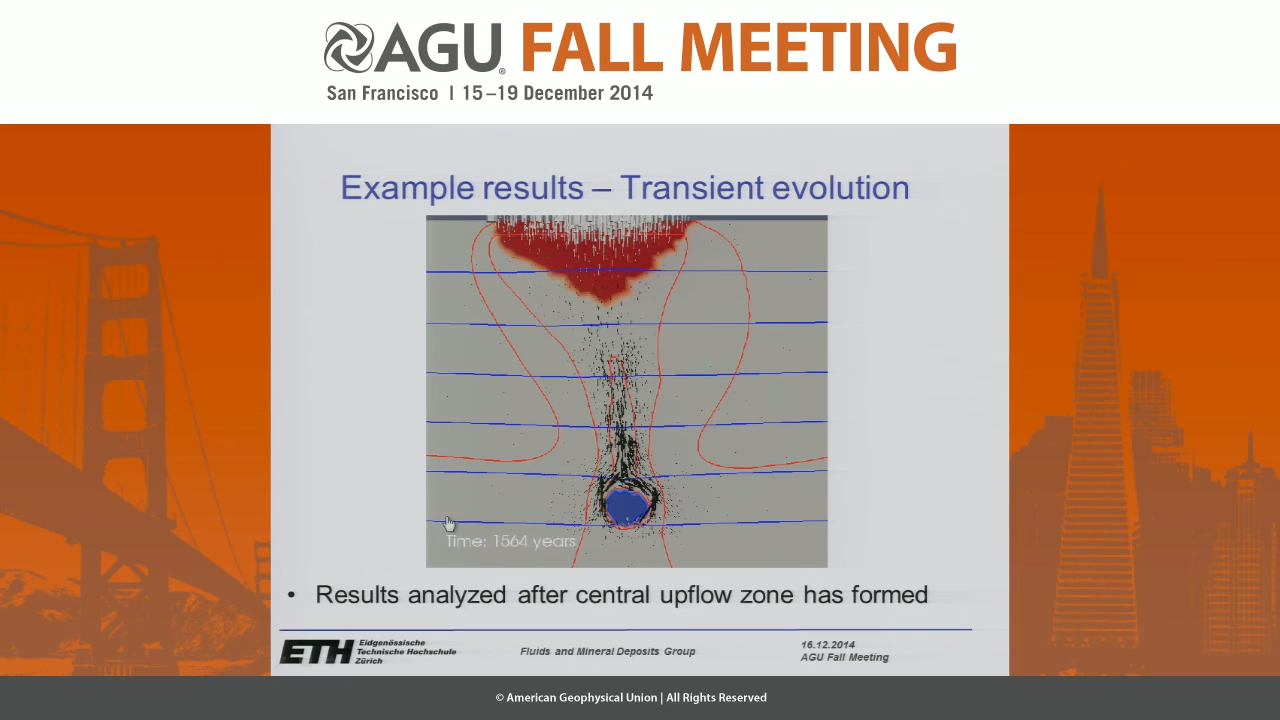 AGU® FALL MEETING
San Francisco | 15–19 December 2014
Example results – Transient evolution
Time: 1564 years
• Results analyzed after central upflow zone has formed
ETH Eidgenössische
Technische Hochschule
Zürich
Fluids and Mineral Deposits Group
16.12.2014
AGU Fall Meeting
© American Geophysical Union | All Rights Reserved